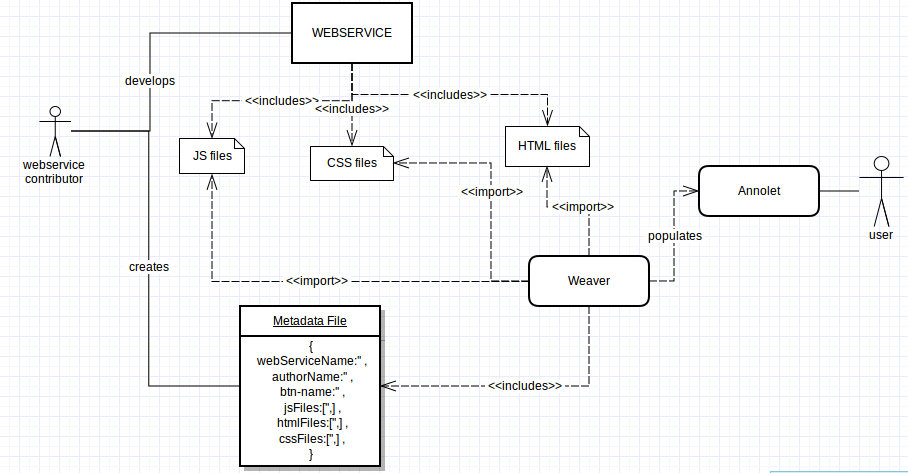 WEBSERVICE
develops
<<includes>>
<<includes>>
<<includes>>
webservice
contributor
JS files
CSS files
HTML files
<<import>>
<<import>>
Annolet
user
populates
creates
<<import>>
Weaver
Metadata File
{
webServiceName:'' ,
authorName:'' ,
btn-name:'' ,
jsFiles:['',] ,
htmlFiles:['',] ,
cssFiles:['',] ,
}
<<includes>>